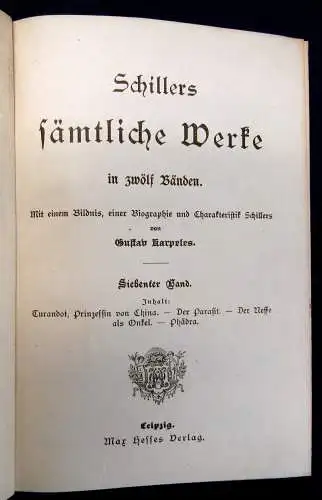 Schillers
sämtliche Werke
in zwölf Bänden.
Mit einem Bildnis, einer Biographie und Charakteristik Schillers
von
Gustav Karpeles.
Siebenter Band.
Inhalt:
Turandot, Prinzessin von China. — Der Parasit. — Der Neffe
als Onkel. — Phädra.
Leipzig.
Max Hesses Verlag.